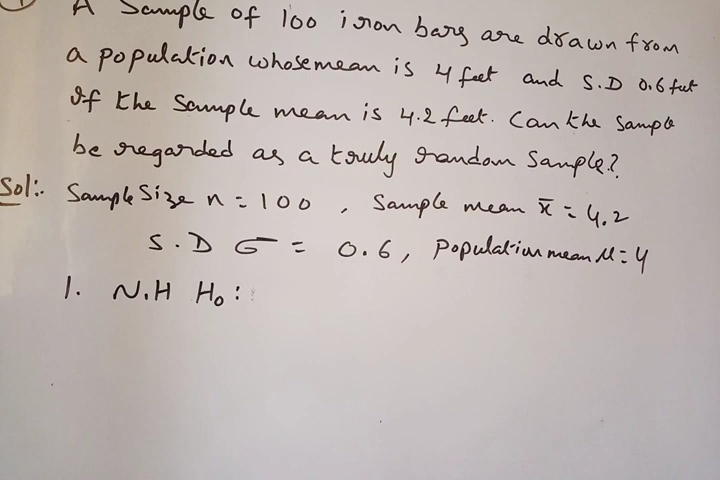 A Sample of 100 iron bars are drawn from
a population whose mean is 4 feet and S.D 0.6 feet
If the Sample mean is 4.2 feet. Can the Sample
be regarded as a truly random Sample?
Sol:. Sample Size n = 100 , Sample mean x̄ = 4.2
S.D σ = 0.6, Population mean μ = 4
1. N.H H₀ :